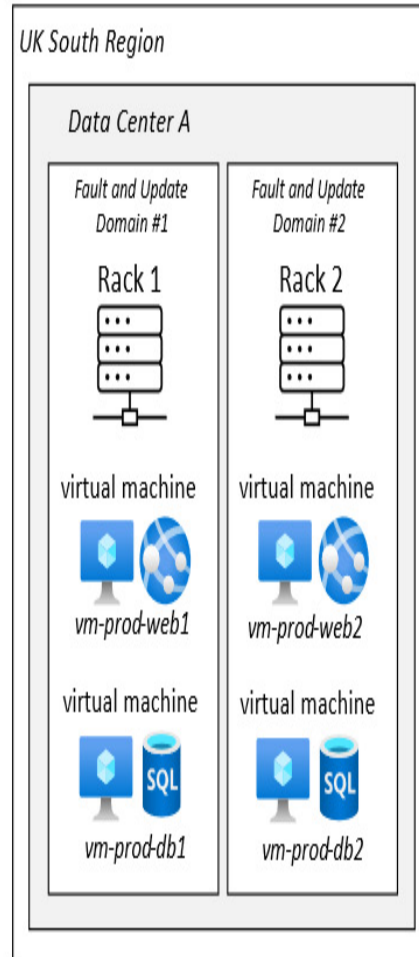 UK South Region
Data Center A
Fault and Update
Domain #1
Rack 1
virtual machine
vm-prod-web1
virtual machine
SQL
vm-prod-db1
Fault and Update
Domain #2
Rack 2
virtual machine
vm-prod-web2
virtual machine
SQL
vm-prod-db2